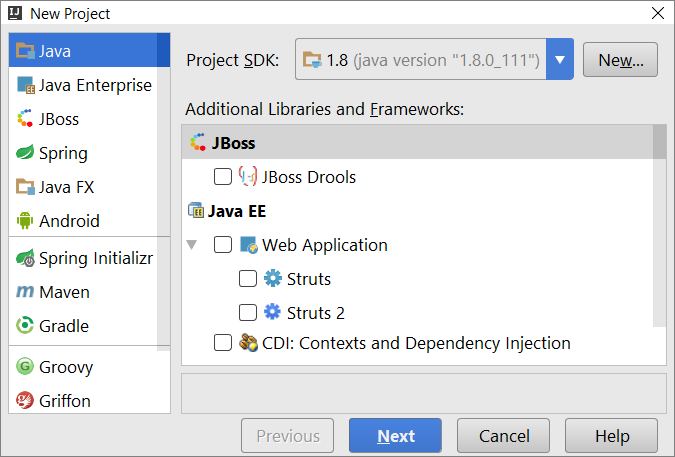 New Project
Java
Java Enterprise
JBoss
Spring
Java FX
Android
Spring Initializr
Maven
Gradle
Groovy
Griffon
Project SDK: 1.8 (java version "1.8.0_111") New...
Additional Libraries and Frameworks:
JBoss
JBoss Drools
Java EE
Web Application
Struts
Struts 2
CDI: Contexts and Dependency Injection
Previous Next Cancel Help